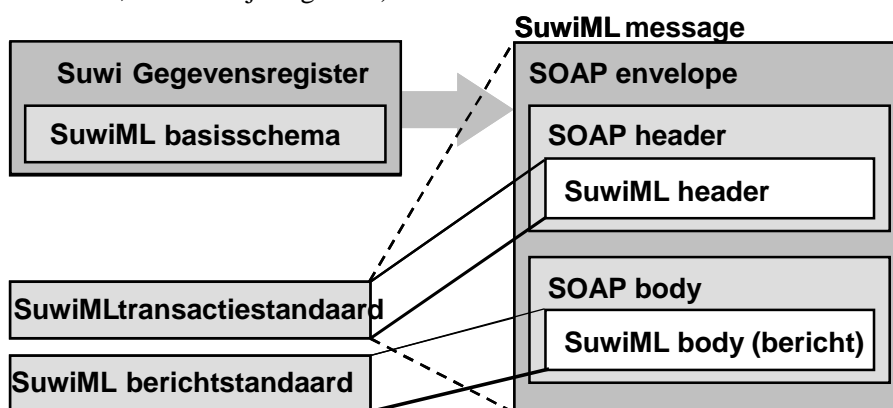 SuwiML message
Suwi Gegevensregister
SuwiML basisschema
SOAP envelope
SOAP header
SuwiML header
SuwiMLtransactiestandaard
SuwiML berichtstandaard
SOAP body
SuwiML body (bericht)